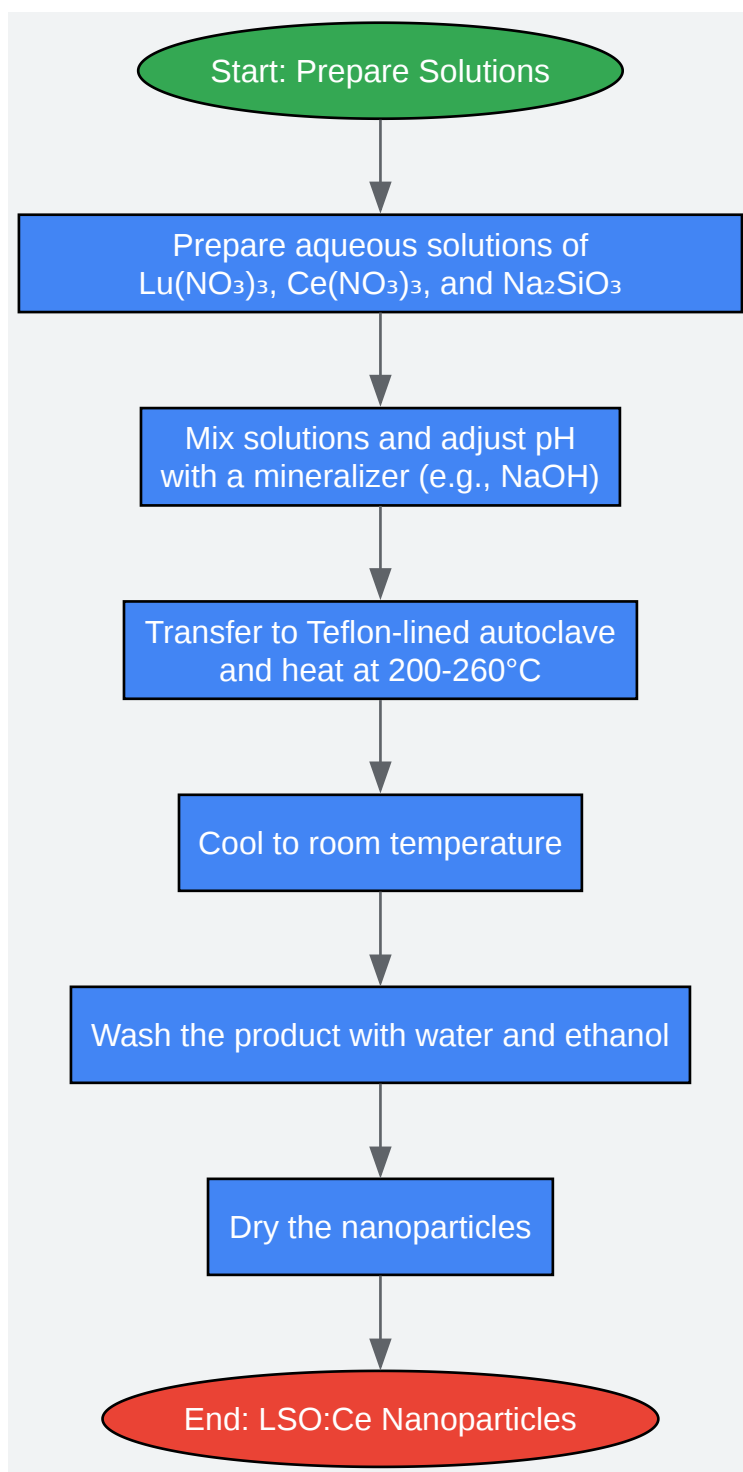 Start: Prepare Solutions
Prepare aqueous solutions of
Lu(NO₃)₃, Ce(NO₃)₃, and Na₂SiO₃
Mix solutions and adjust pH
with a mineralizer (e.g., NaOH)
Transfer to Teflon-lined autoclave
and heat at 200-260°C
Cool to room temperature
Wash the product with water and ethanol
Dry the nanoparticles
End: LSO:Ce Nanoparticles